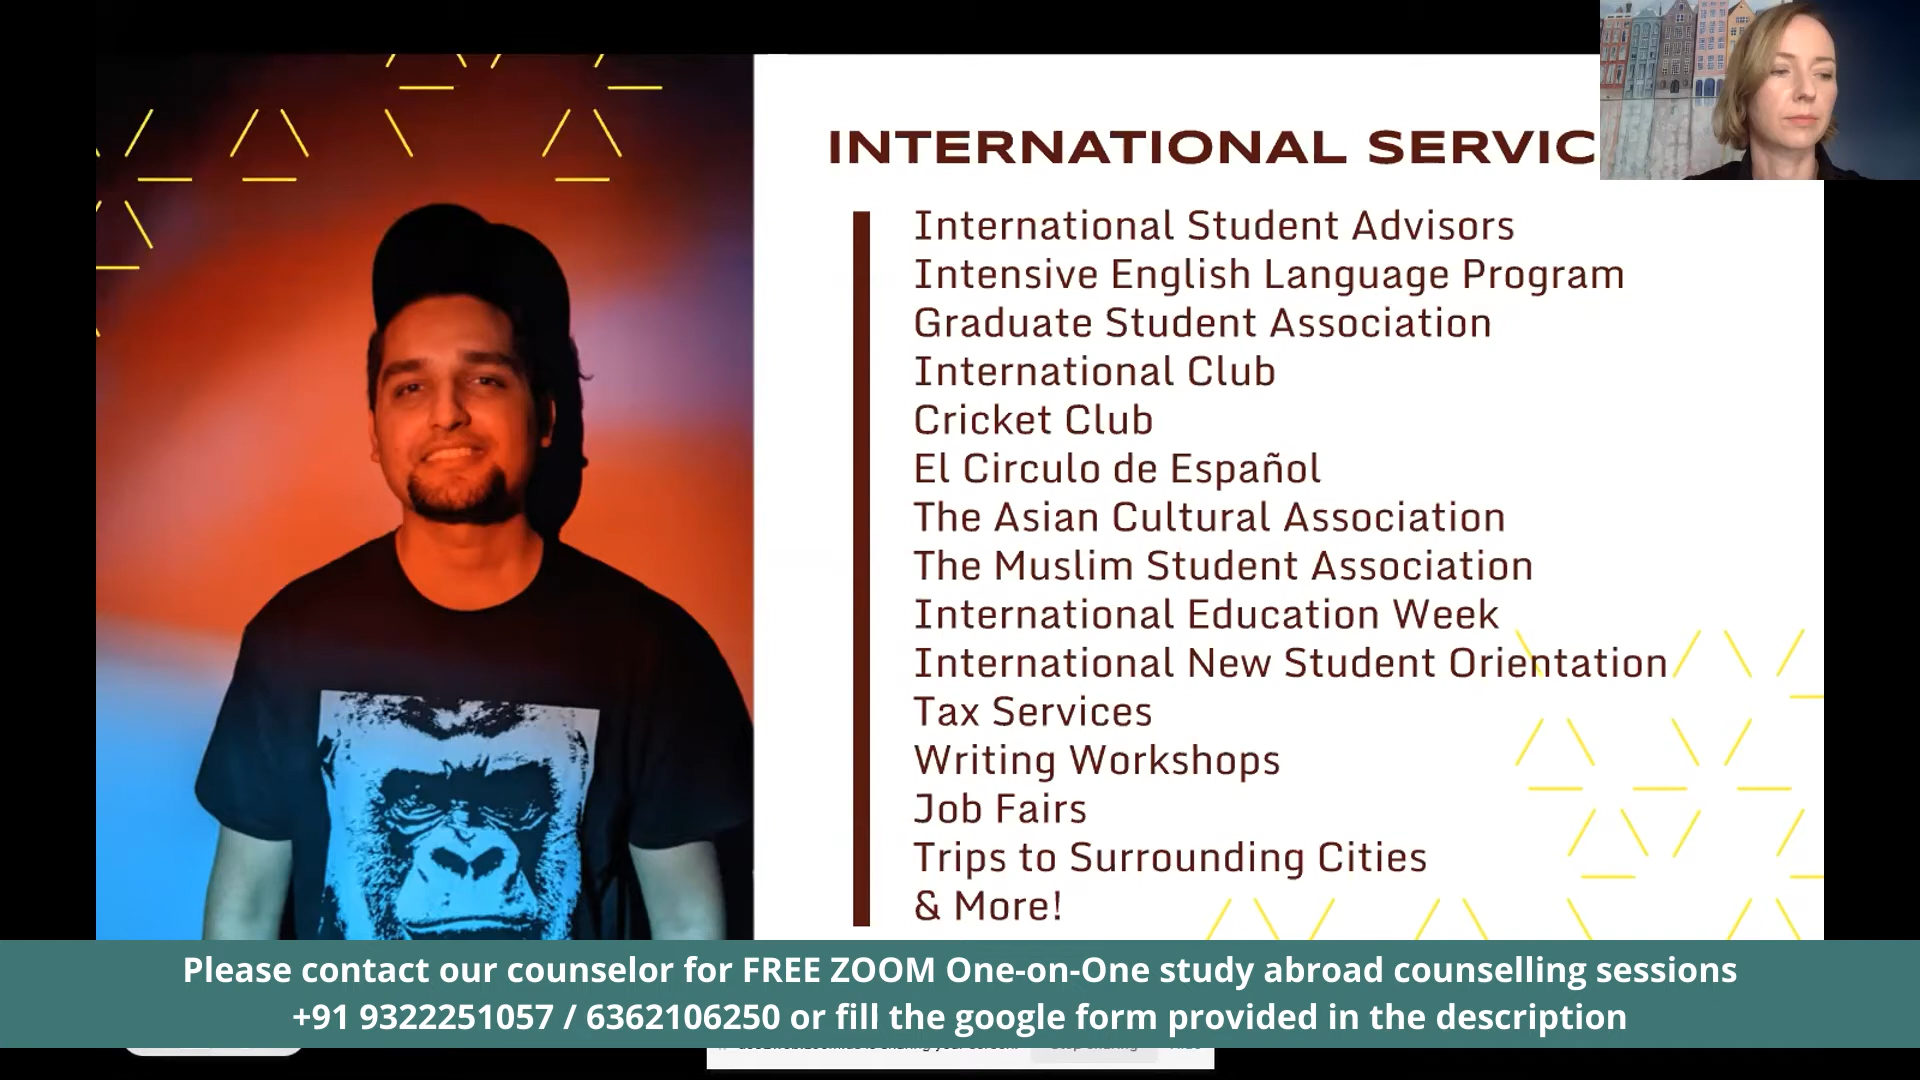 INTERNATIONAL SERVIC
International Student Advisors
Intensive English Language Program
Graduate Student Association
International Club
Cricket Club
El Circulo de Español
The Asian Cultural Association
The Muslim Student Association
International Education Week
International New Student Orientation
Tax Services
Writing Workshops
Job Fairs
Trips to Surrounding Cities
& More!
Please contact our counselor for FREE ZOOM One-on-One study abroad counselling sessions
+91 9322251057 / 6362106250 or fill the google form provided in the description